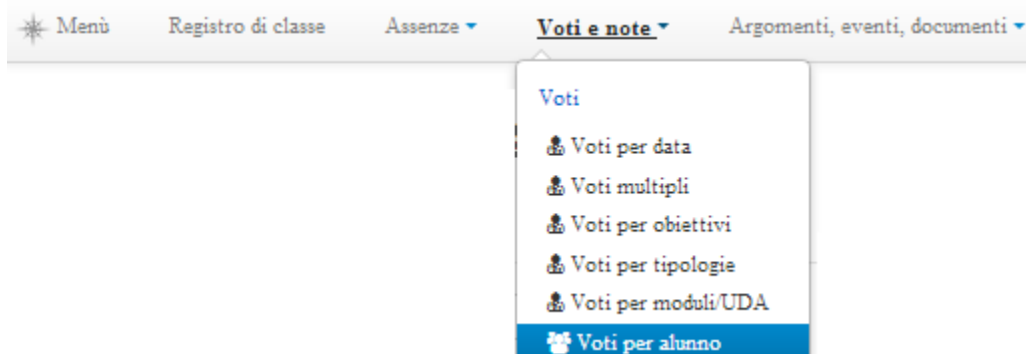 Menù Registro di classe Assenze Voti e note Argomenti, eventi, documenti
Voti
Voti per data
Voti multipli
Voti per obiettivi
Voti per tipologie
Voti per moduli/UDA
Voti per alunno